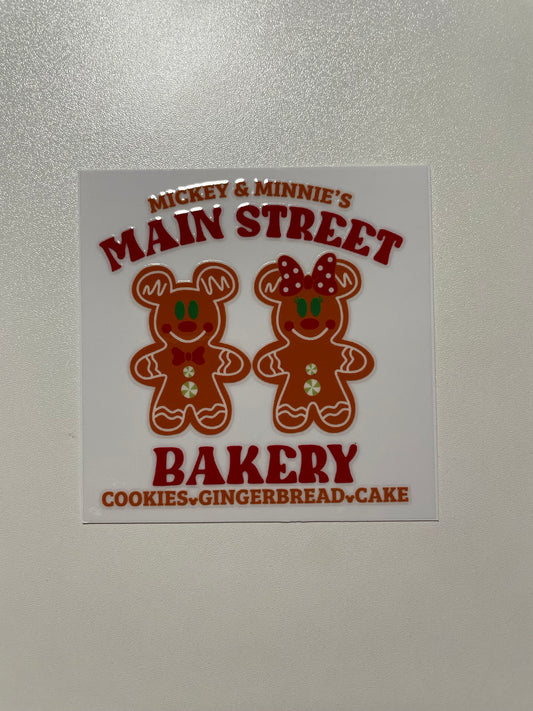 MICKEY & MINNIE'S
MAIN STREET
BAKERY
COOKIES GINGERBREAD CAKE